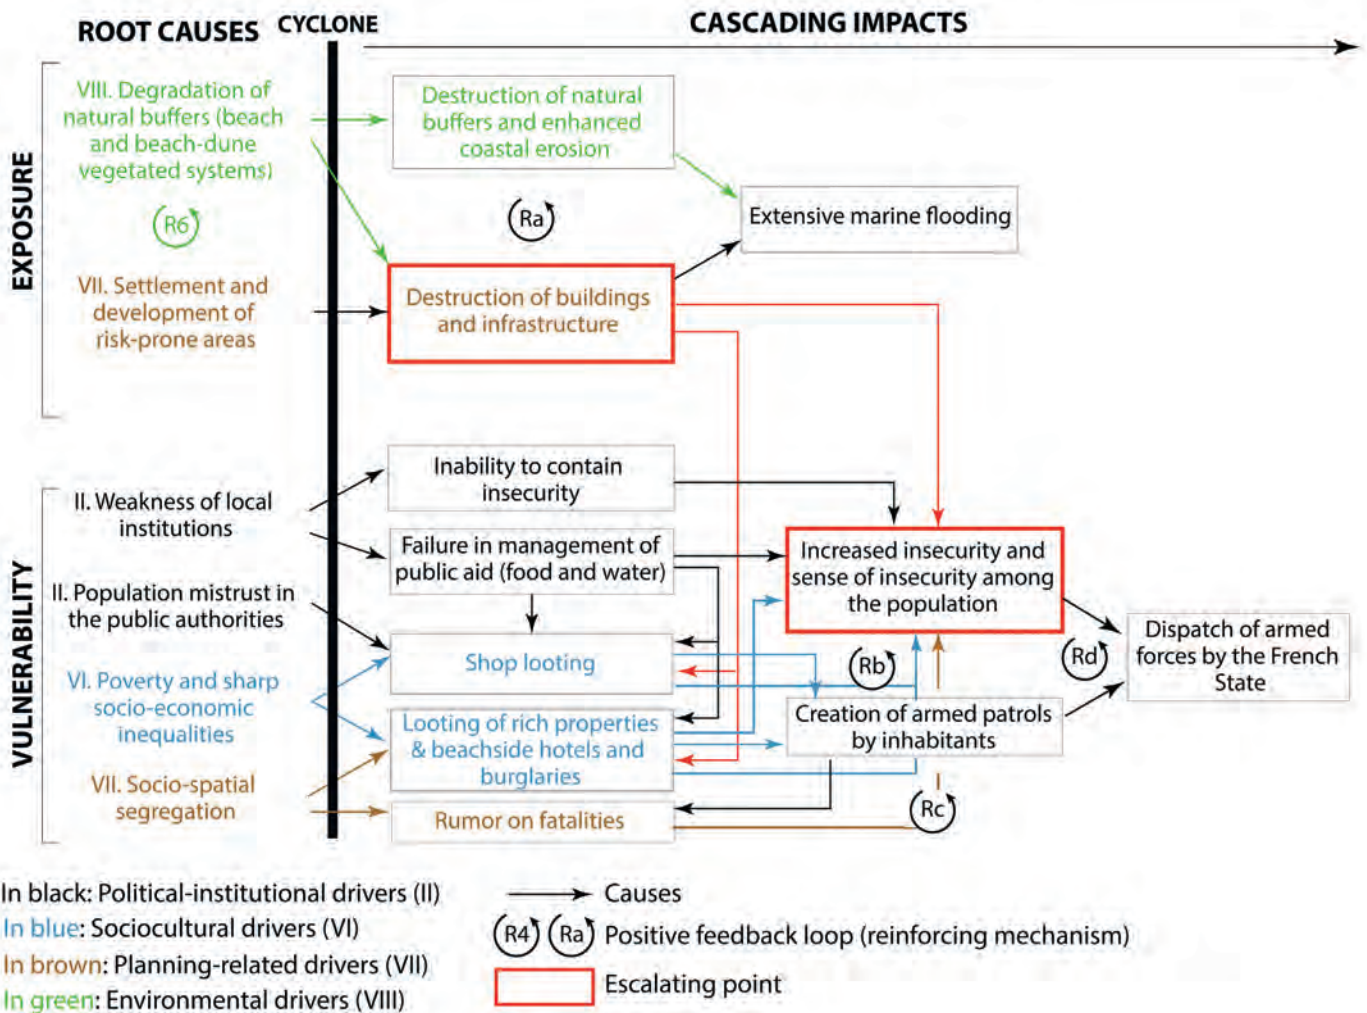 ROOT CAUSES
CYCLONE
CASCADING IMPACTS
EXPOSURE
VIII. Degradation of
natural buffers (beach
and beach-dune
vegetated systems)
R6
VII. Settlement and
development of
risk-prone areas
Destruction of natural
buffers and enhanced
coastal erosion
Ra
Extensive marine flooding
Destruction of buildings
and infrastructure
VULNERABILITY
II. Weakness of local
institutions
II. Population mistrust in
the public authorities
VI. Poverty and sharp
socio-economic
inequalities
VII. Socio-spatial
segregation
Inability to contain
insecurity
Failure in management of
public aid (food and water)
Shop looting
Looting of rich properties
& beachside hotels and
burglaries
Rumor on fatalities
Increased insecurity and
sense of insecurity among
the population
Rb
Rd
Creation of armed patrols
by inhabitants
Rc
Dispatch of armed
forces by the French
State
In black: Political-institutional drivers (II)
In blue: Sociocultural drivers (VI)
In brown: Planning-related drivers (VII)
In green: Environmental drivers (VIII)
Causes
R4 Ra Positive feedback loop (reinforcing mechanism)
Escalating point